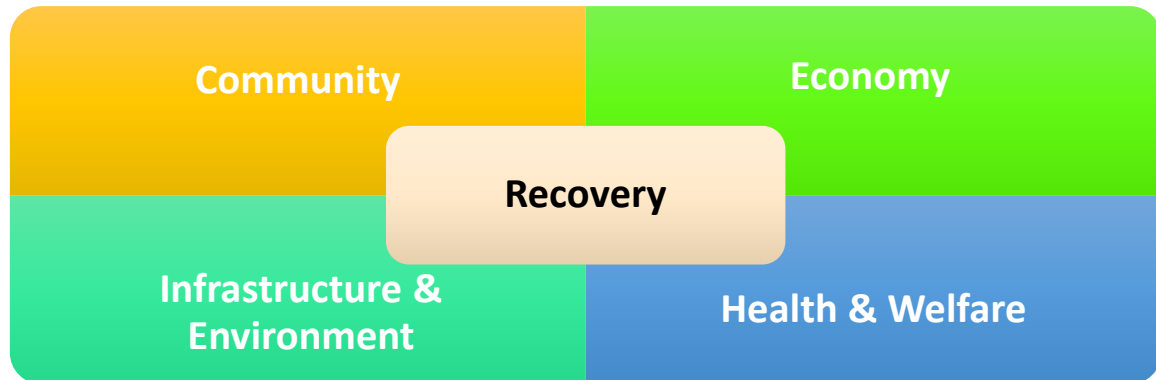 Community
Economy
Recovery
Infrastructure &
Environment
Health & Welfare